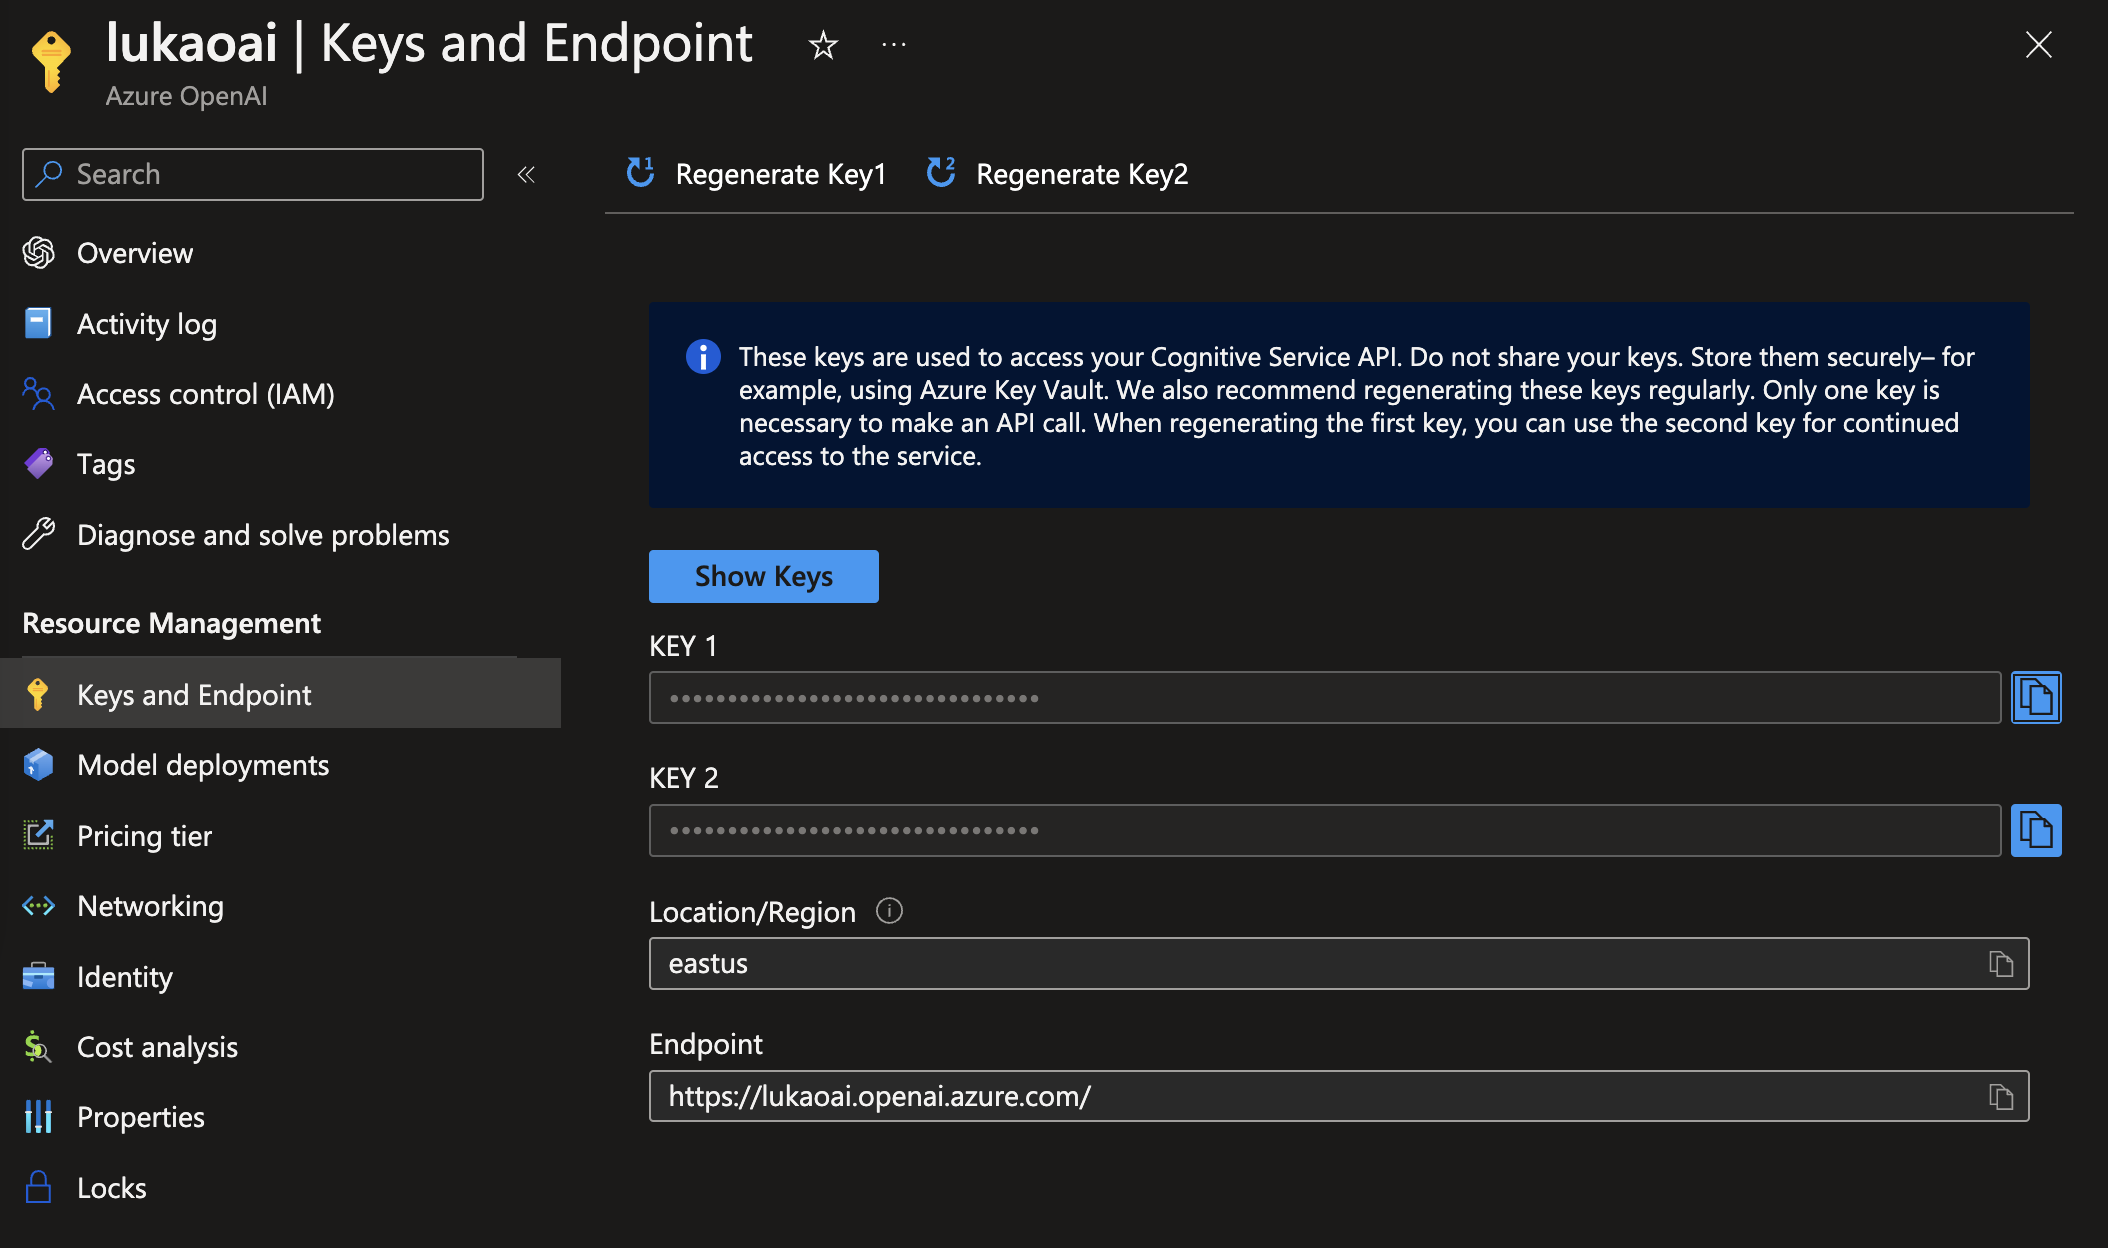 lukaoai | Keys and Endpoint
Azure OpenAI
Search
Regenerate Key1
Regenerate Key2
Overview
Activity log
Access control (IAM)
Tags
Diagnose and solve problems
Resource Management
Keys and Endpoint
Model deployments
Pricing tier
Networking
Identity
Cost analysis
Properties
Locks
These keys are used to access your Cognitive Service API. Do not share your keys. Store them securely– for
example, using Azure Key Vault. We also recommend regenerating these keys regularly. Only one key is
necessary to make an API call. When regenerating the first key, you can use the second key for continued
access to the service.
Show Keys
KEY 1
••••••••••••••••••••••••••••••••
KEY 2
••••••••••••••••••••••••••••••••
Location/Region
eastus
Endpoint
https://lukaoai.openai.azure.com/